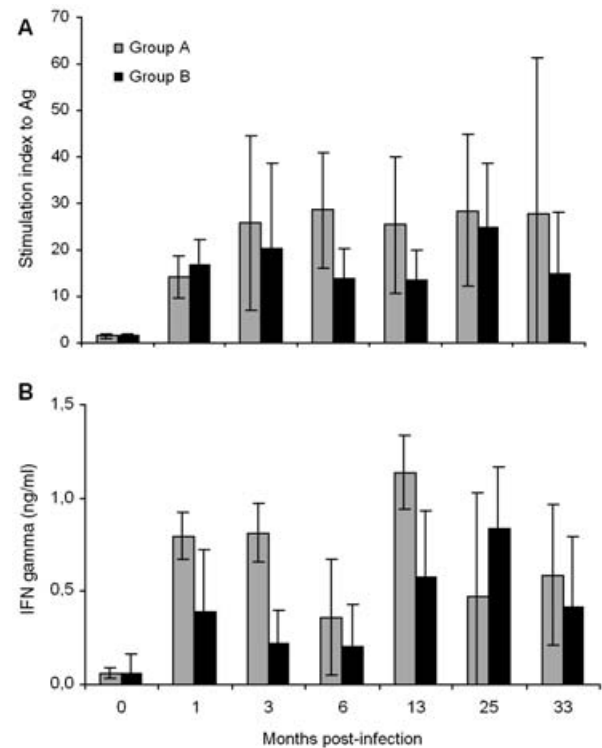 A
70
60
50
40
30
20
10
0
Stimulation index to Ag
Group A
Group B
B
1,5
1,0
0,5
0,0
IFN gamma (ng/ml)
0 1 3 6 13 25 33
Months post-infection